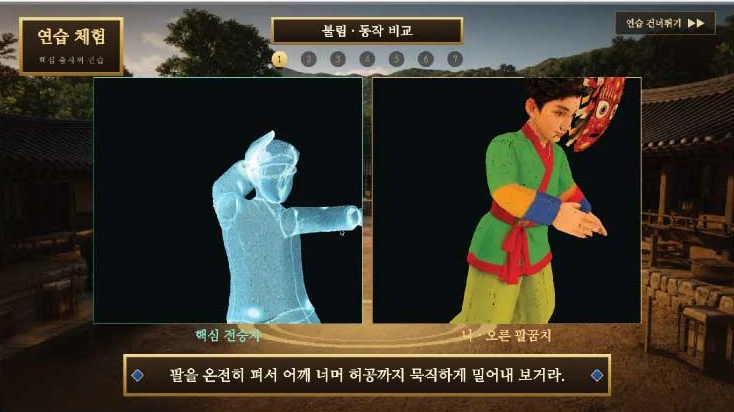 연습 체험
핵심 춤사위 연습
불림 · 동작 비교
연습 건너뛰기 ▶▶
1 2 3 4 5 6 7
핵심 전승자
나 · 오른 팔꿈치
팔을 온전히 펴서 어깨 너머 허공까지 묵직하게 밀어내 보거라.